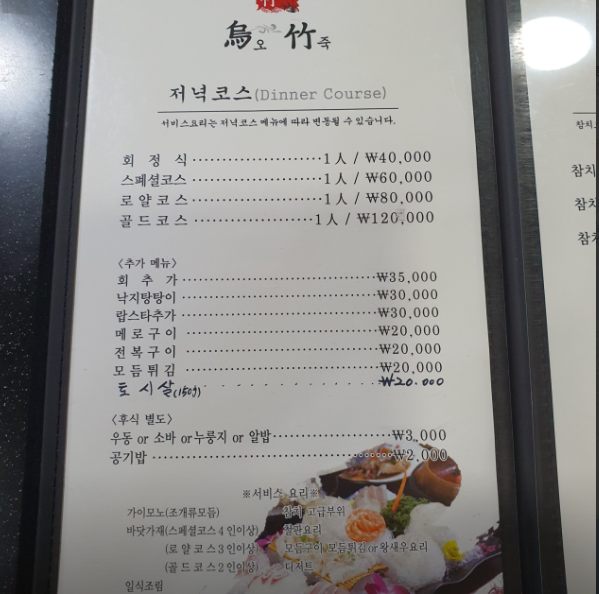 竹
烏오 竹죽
저녁코스(Dinner Course)
서비스요리는 저녁코스 메뉴에 따라 변동될 수 있습니다.
회 정 식 ······················1人 / ₩40,000
스페셜코스 ······················1人 / ₩60,000
로 얄 코 스 ······················1人 / ₩80,000
골 드 코 스 ····················1人 / ₩120,000
<추가 메뉴>
회 추 가 ································₩35,000
낙지탕탕이 ································₩30,000
랍스타추가 ································₩30,000
메 로 구 이 ································₩20,000
전 복 구 이 ································₩20,000
모 듬 튀 김 ································₩20,000
토 시 살(150g) · · · · · · · · · · ₩20.000
<후식 별도>
우동 or 소바 or누룽지 or 알밥····················₩3,000
공기밥 ········································₩2,000
※서비스 요리※
가이모노(조개류모듬) 참치 고급부위
바닷가재(스페셜코스4인이상) 철판요리
(로 얄 코 스 3 인이상) 모듬구이 모듬튀김or왕새우요리
(골 드 코 스 2 인이상) 디저트
일식조림
참치
참치
참치